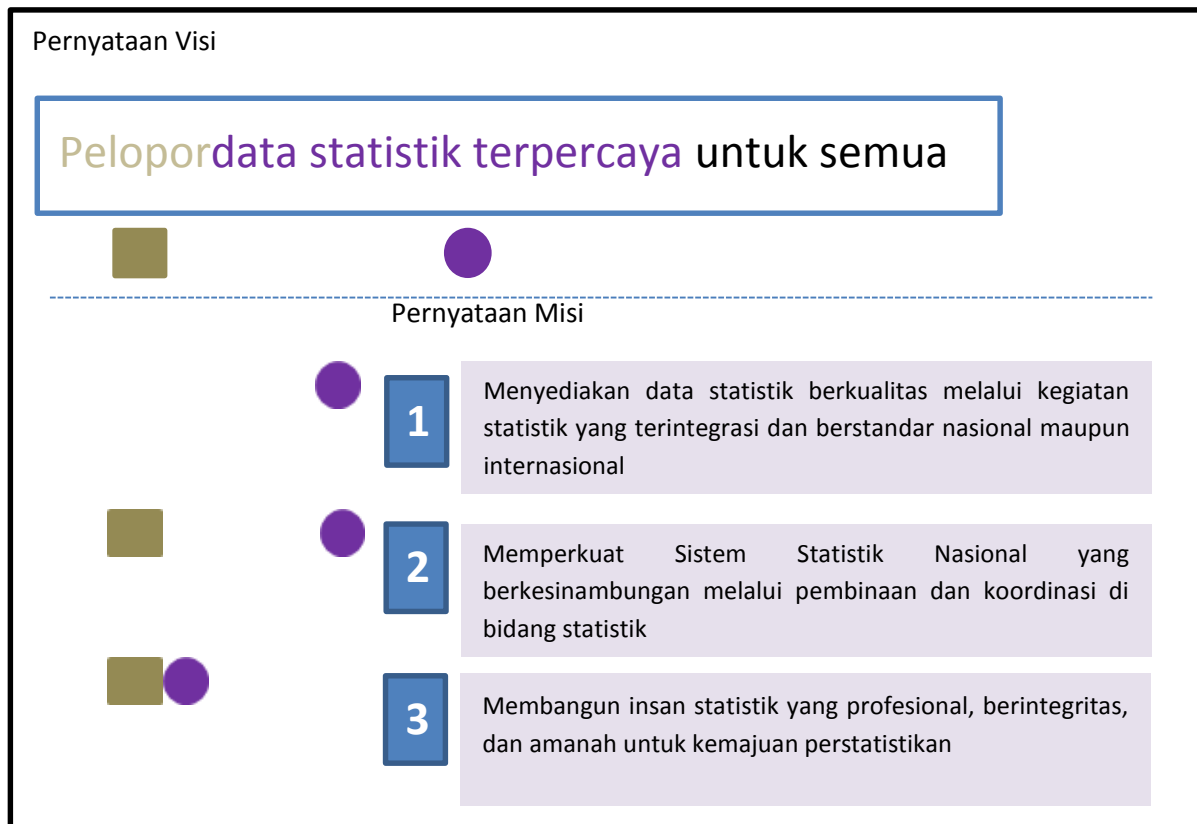 Pernyataan Visi
Pelopordata statistik terpercaya untuk semua
Pernyataan Misi
1
Menyediakan data statistik berkualitas melalui kegiatan
statistik yang terintegrasi dan berstandar nasional maupun
internasional
2
Memperkuat Sistem Statistik Nasional yang
berkesinambungan melalui pembinaan dan koordinasi di
bidang statistik
3
Membangun insan statistik yang profesional, berintegritas,
dan amanah untuk kemajuan perstatistikan